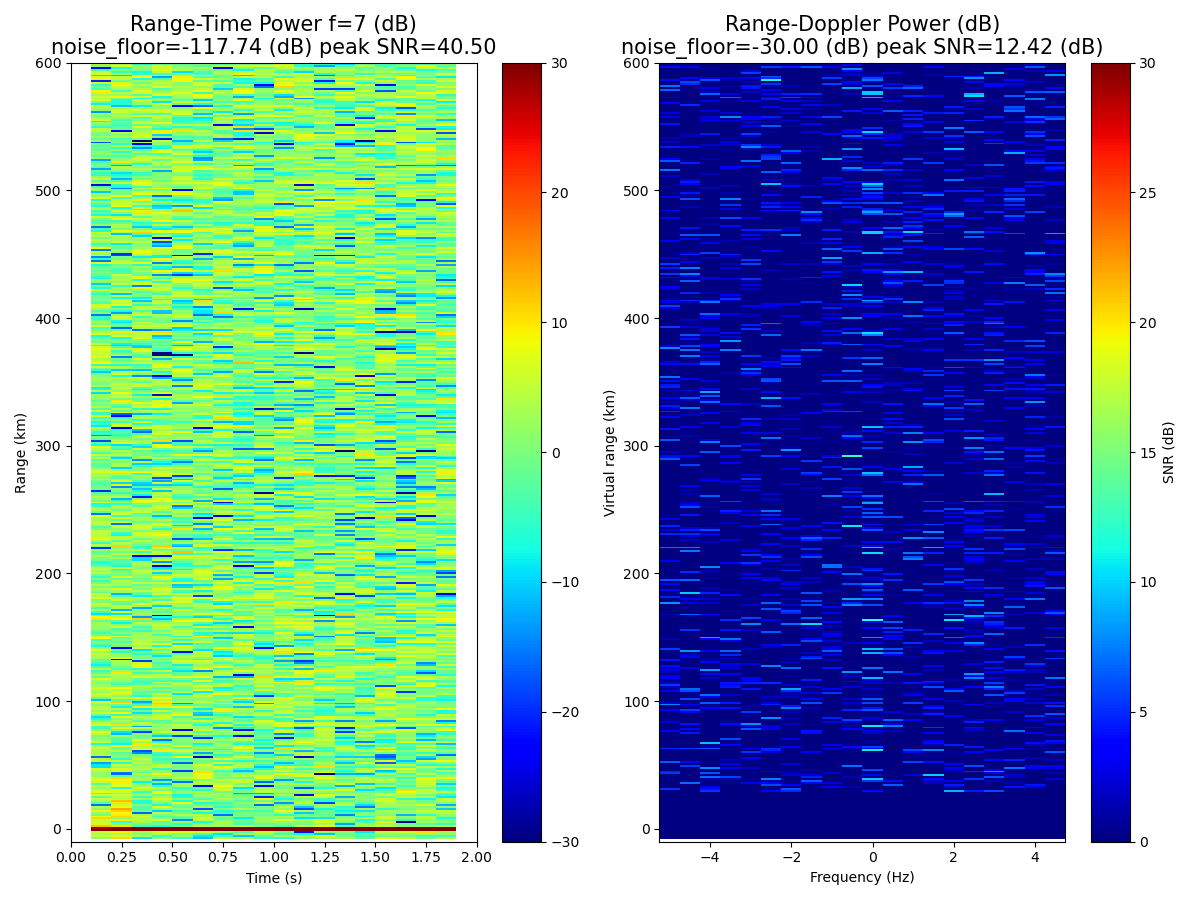 Range-Time Power f=7 (dB)
noise_floor=-117.74 (dB) peak SNR=40.50
600
500
400
300
200
100
0
Range (km)
0.00 0.25 0.50 0.75 1.00 1.25 1.50 1.75 2.00
Time (s)
30
20
10
0
−10
−20
−30
Range-Doppler Power (dB)
noise_floor=-30.00 (dB) peak SNR=12.42 (dB)
600
500
400
300
200
100
0
Virtual range (km)
−4 −2 0 2 4
Frequency (Hz)
30
25
20
15
10
5
0
SNR (dB)